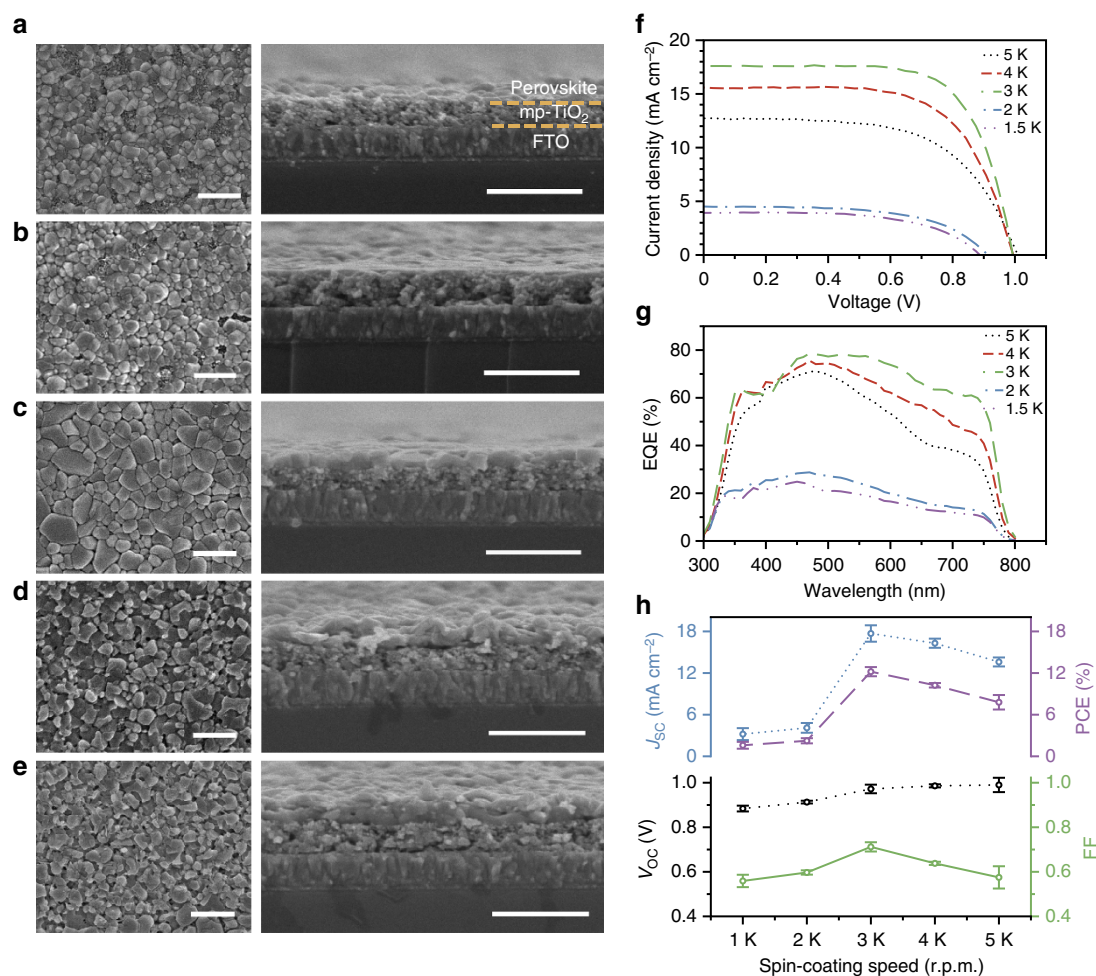 a
Perovskite
mp-TiO₂
FTO
b
c
d
e
f
Current density (mA cm⁻²)
20
15
10
5
0
0 0.2 0.4 0.6 0.8 1.0
Voltage (V)
5 K
4 K
3 K
2 K
1.5 K
g
EQE (%)
80
60
40
20
0
300 400 500 600 700 800
Wavelength (nm)
5 K
4 K
3 K
2 K
1.5 K
h
J_SC (mA cm⁻²)
18
12
6
0
PCE (%)
18
12
6
0
V_OC (V)
1.0
0.8
0.6
0.4
FF
1.0
0.8
0.6
0.4
1 K 2 K 3 K 4 K 5 K
Spin-coating speed (r.p.m.)